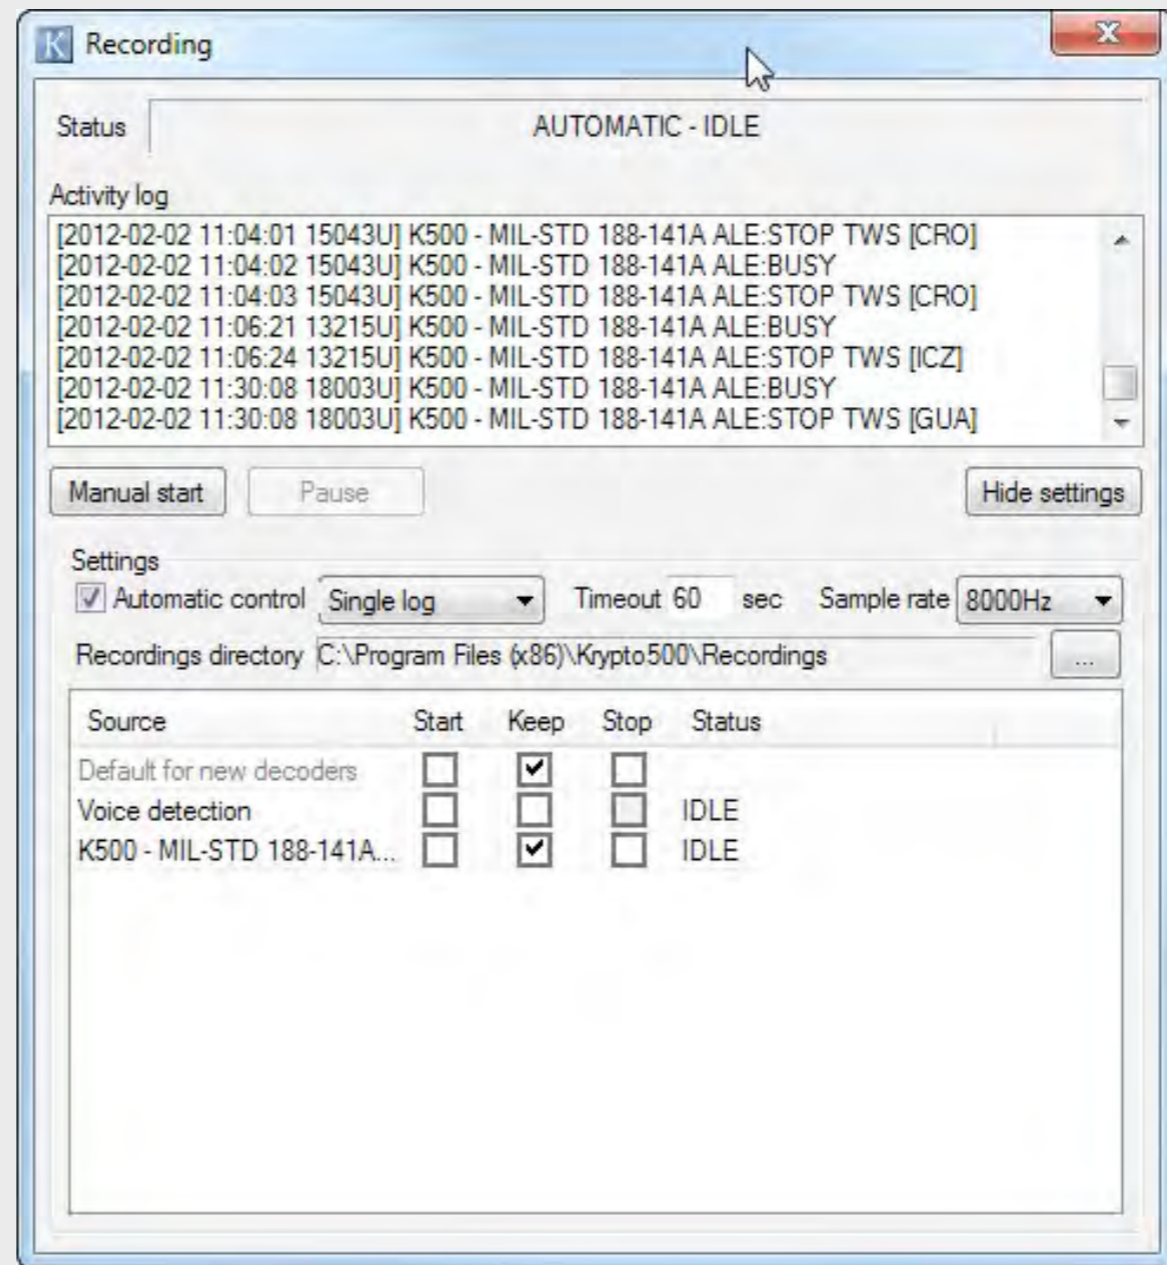 K Recording
Status AUTOMATIC - IDLE
Activity log
[2012-02-02 11:04:01 15043U] K500 - MIL-STD 188-141A ALE:STOP TWS [CRO]
[2012-02-02 11:04:02 15043U] K500 - MIL-STD 188-141A ALE:BUSY
[2012-02-02 11:04:03 15043U] K500 - MIL-STD 188-141A ALE:STOP TWS [CRO]
[2012-02-02 11:06:21 13215U] K500 - MIL-STD 188-141A ALE:BUSY
[2012-02-02 11:06:24 13215U] K500 - MIL-STD 188-141A ALE:STOP TWS [ICZ]
[2012-02-02 11:30:08 18003U] K500 - MIL-STD 188-141A ALE:BUSY
[2012-02-02 11:30:08 18003U] K500 - MIL-STD 188-141A ALE:STOP TWS [GUA]
Manual start Pause Hide settings
Settings
Automatic control Single log Timeout 60 sec Sample rate 8000Hz
Recordings directory C:\Program Files (x86)\Krypto500\Recordings ...
Source Start Keep Stop Status
Default for new decoders
Voice detection IDLE
K500 - MIL-STD 188-141A... IDLE